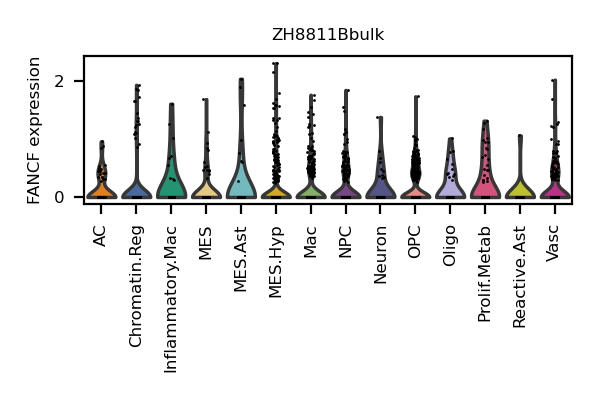 ZH8811Bbulk
FANCF expression
2
0
AC
Chromatin.Reg
Inflammatory.Mac
MES
MES.Ast
MES.Hyp
Mac
NPC
Neuron
OPC
Oligo
Prolif.Metab
Reactive.Ast
Vasc